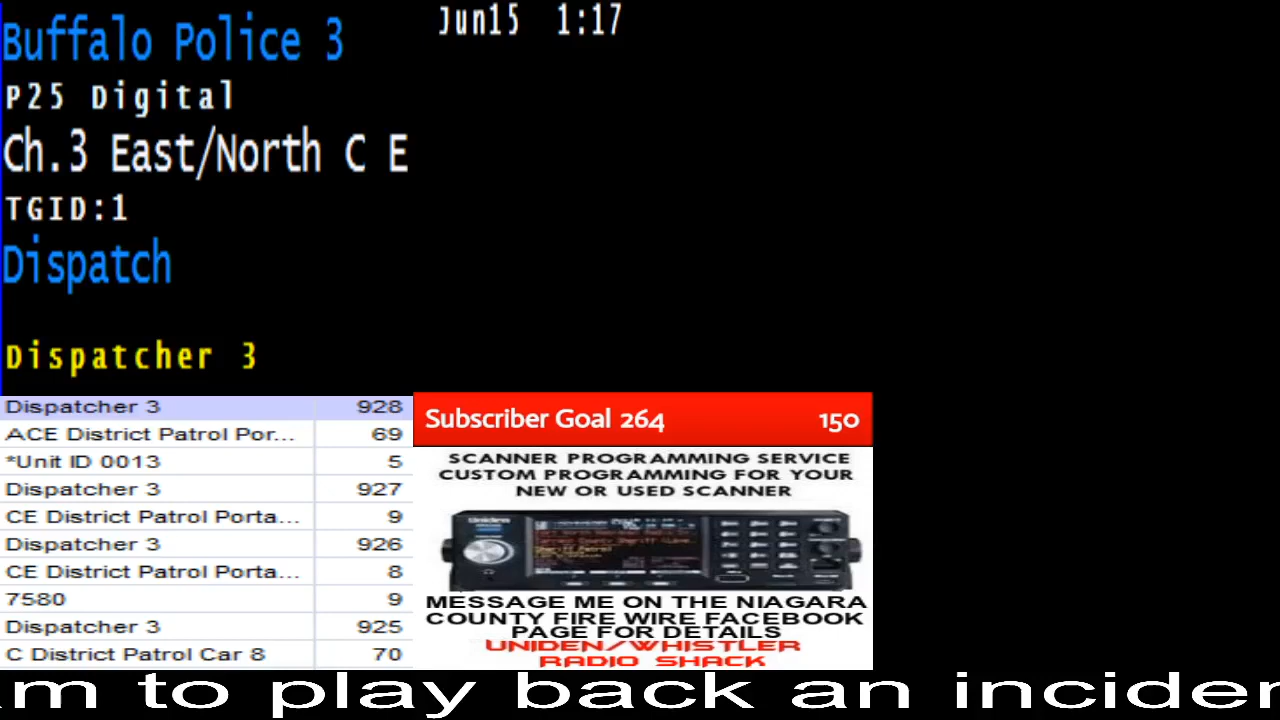 Buffalo Police 3
Jun15 1:17
P25 Digital
Ch.3 East/North C E
TGID:1
Dispatch
Dispatcher 3
Dispatcher 3 928
ACE District Patrol Por... 69
*Unit ID 0013 5
Dispatcher 3 927
CE District Patrol Porta... 9
Dispatcher 3 926
CE District Patrol Porta... 8
7580 9
Dispatcher 3 925
C District Patrol Car 8 70
Subscriber Goal 264 150
SCANNER PROGRAMMING SERVICE
CUSTOM PROGRAMMING FOR YOUR
NEW OR USED SCANNER
Uniden
MESSAGE ME ON THE NIAGARA
COUNTY FIRE WIRE FACEBOOK
PAGE FOR DETAILS
UNIDEN/WHISTLER
RADIO SHACK
am to play back an inciden